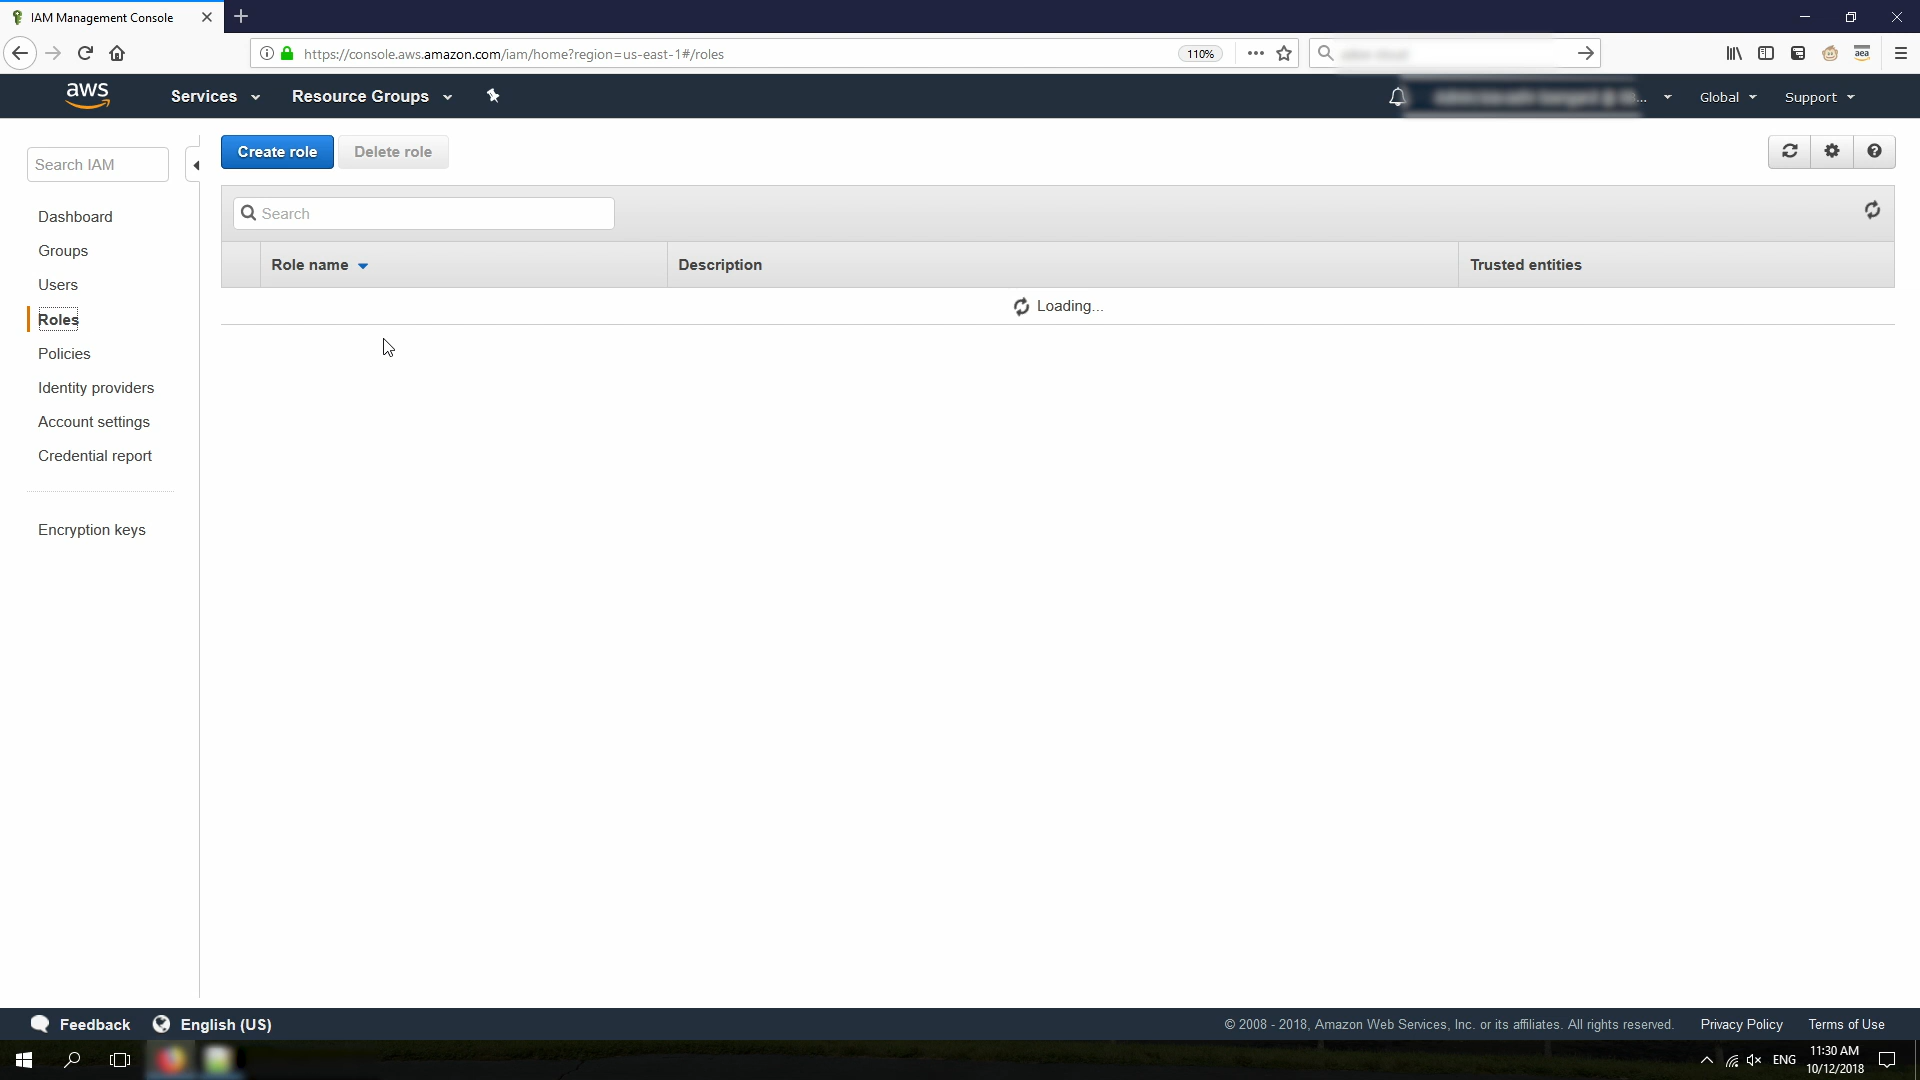 IAM Management Console
https://console.aws.amazon.com/iam/home?region=us-east-1#/roles
110%
aea
aws
Services
Resource Groups
Global
Support
Search IAM
Create role
Delete role
Dashboard
Groups
Users
Roles
Policies
Identity providers
Account settings
Credential report
Encryption keys
Search
Role name
Description
Trusted entities
Loading...
Feedback
English (US)
© 2008 - 2018, Amazon Web Services, Inc. or its affiliates. All rights reserved.
Privacy Policy
Terms of Use
ENG
11:30 AM
10/12/2018